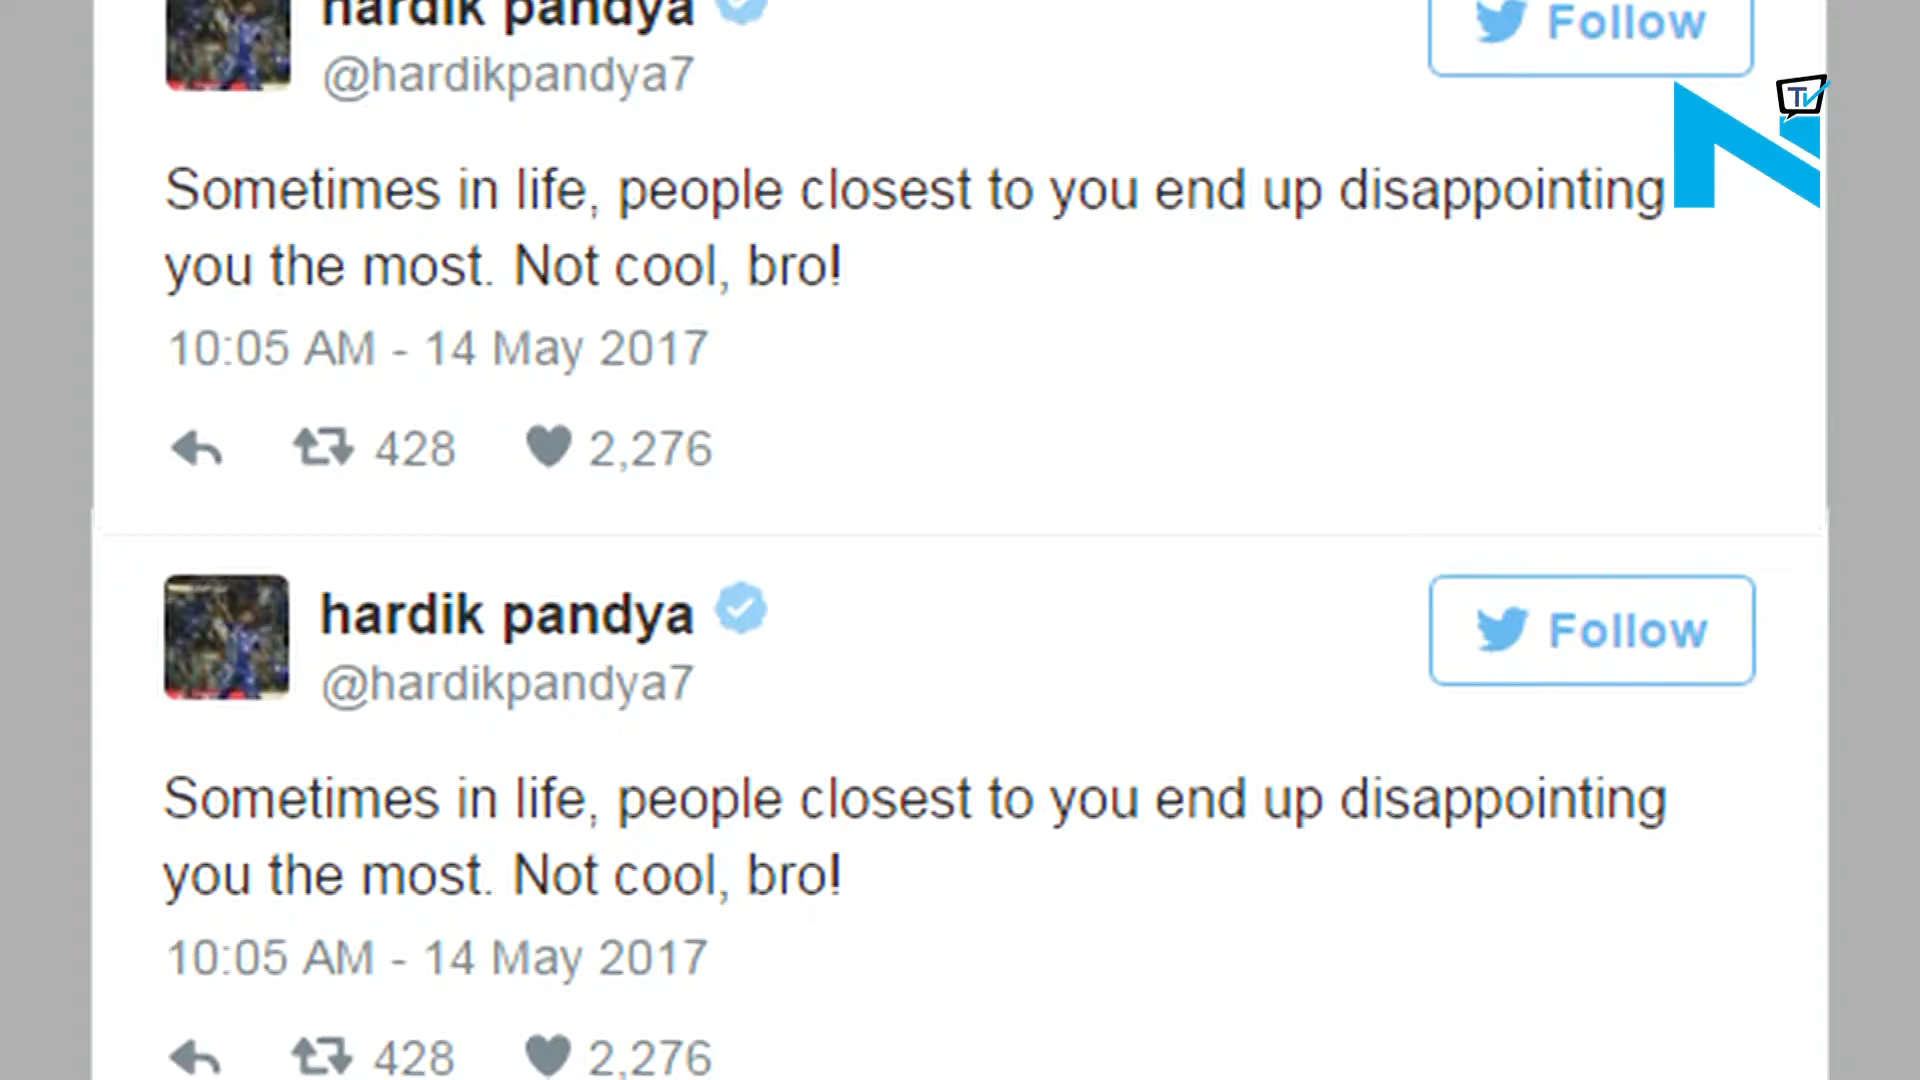 hardik pandya
Follow
@hardikpandya7
TV
N
Sometimes in life, people closest to you end up disappointing
you the most. Not cool, bro!
10:05 AM - 14 May 2017
428 2,276
hardik pandya
Follow
@hardikpandya7
Sometimes in life, people closest to you end up disappointing
you the most. Not cool, bro!
10:05 AM - 14 May 2017
428 2,276